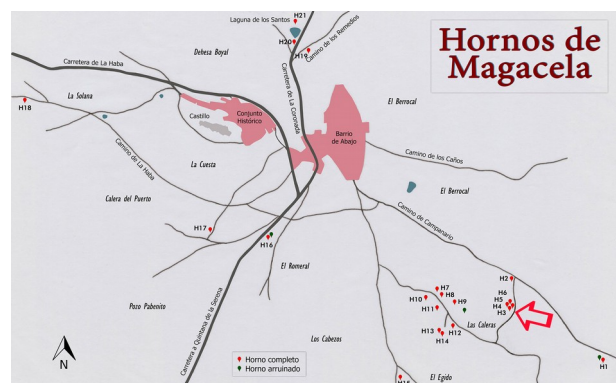 Hornos de
Magacela
H21
Laguna de los Santos
H20
Camino de los Remedios
H19
Dehesa Boyal
Carretera de La Haba
Carretera de La Coronada
La Solana
H18
Castillo
Conjunto
Histórico
Barrio
de Abajo
El Berrocal
Camino de los Caños
Camino de La Haba
La Cuesta
El Berrocal
Calera del Puerto
Camino de Campanario
H17
H16
El Romeral
H2
H7
H8
H6
H10
H9
H5
H4
H11
H3
Pozo Pabenito
Las Caleras
H12
H13
H14
Los Cabezos
Carretera a Quintana de la Serena
N
Horno completo
Horno arruinado
H1
El Egido
H15